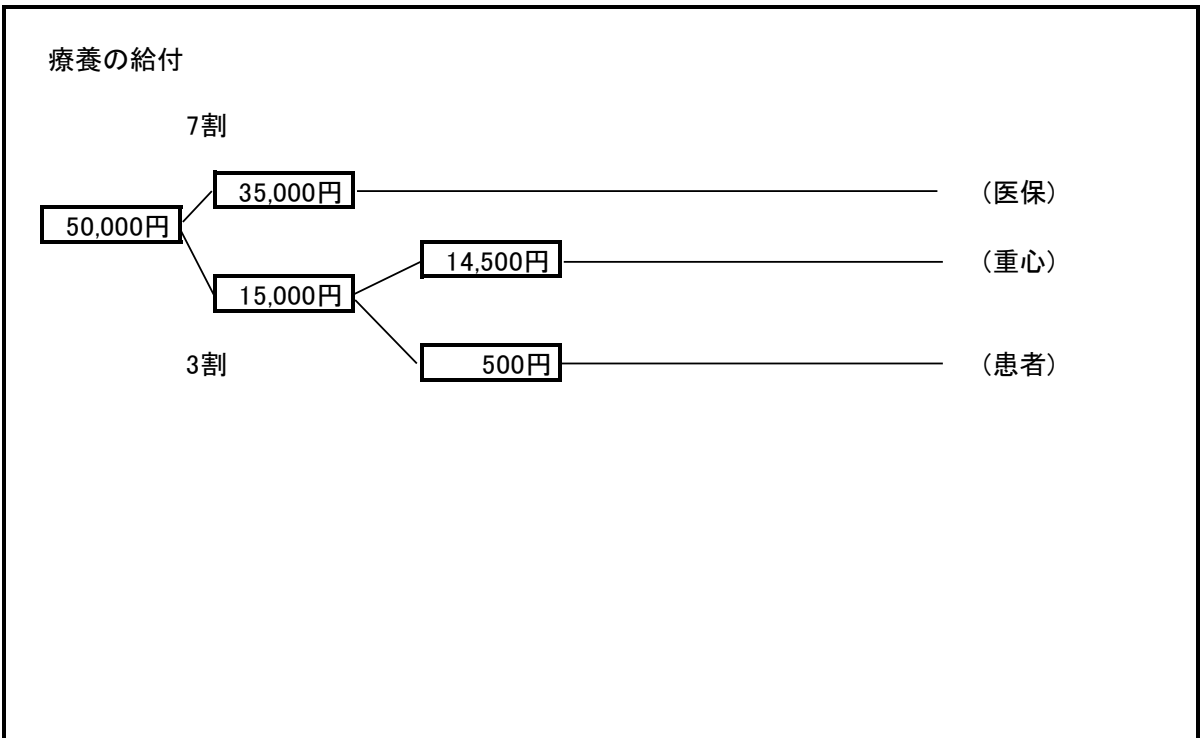 療養の給付
7割
35,000円 （医保）
50,000円
14,500円 （重心）
15,000円
3割 500円 （患者）